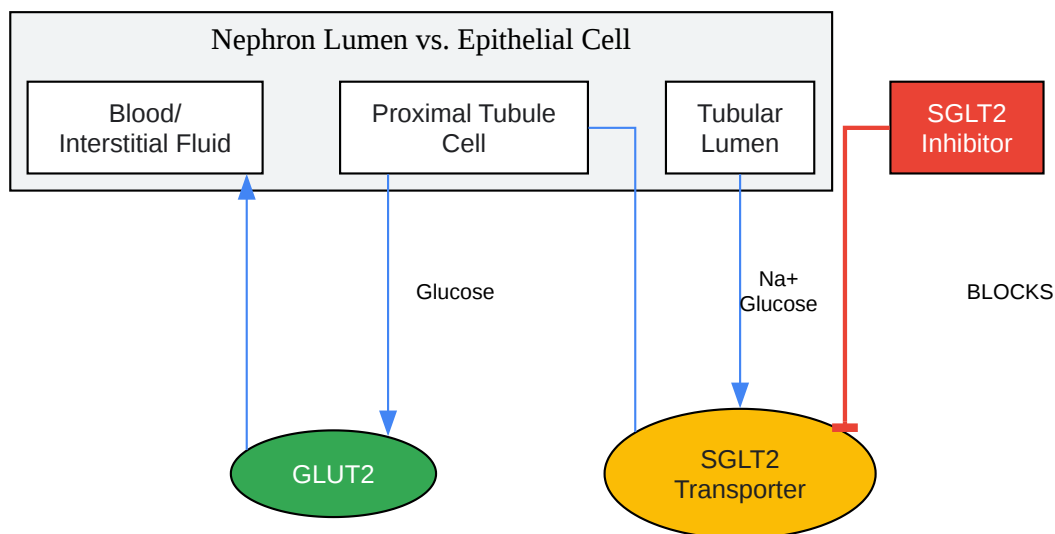 Nephron Lumen vs. Epithelial Cell
Blood/
Interstitial Fluid
Proximal Tubule
Cell
Tubular
Lumen
SGLT2
Inhibitor
Glucose
Na+
Glucose
BLOCKS
GLUT2
SGLT2
Transporter